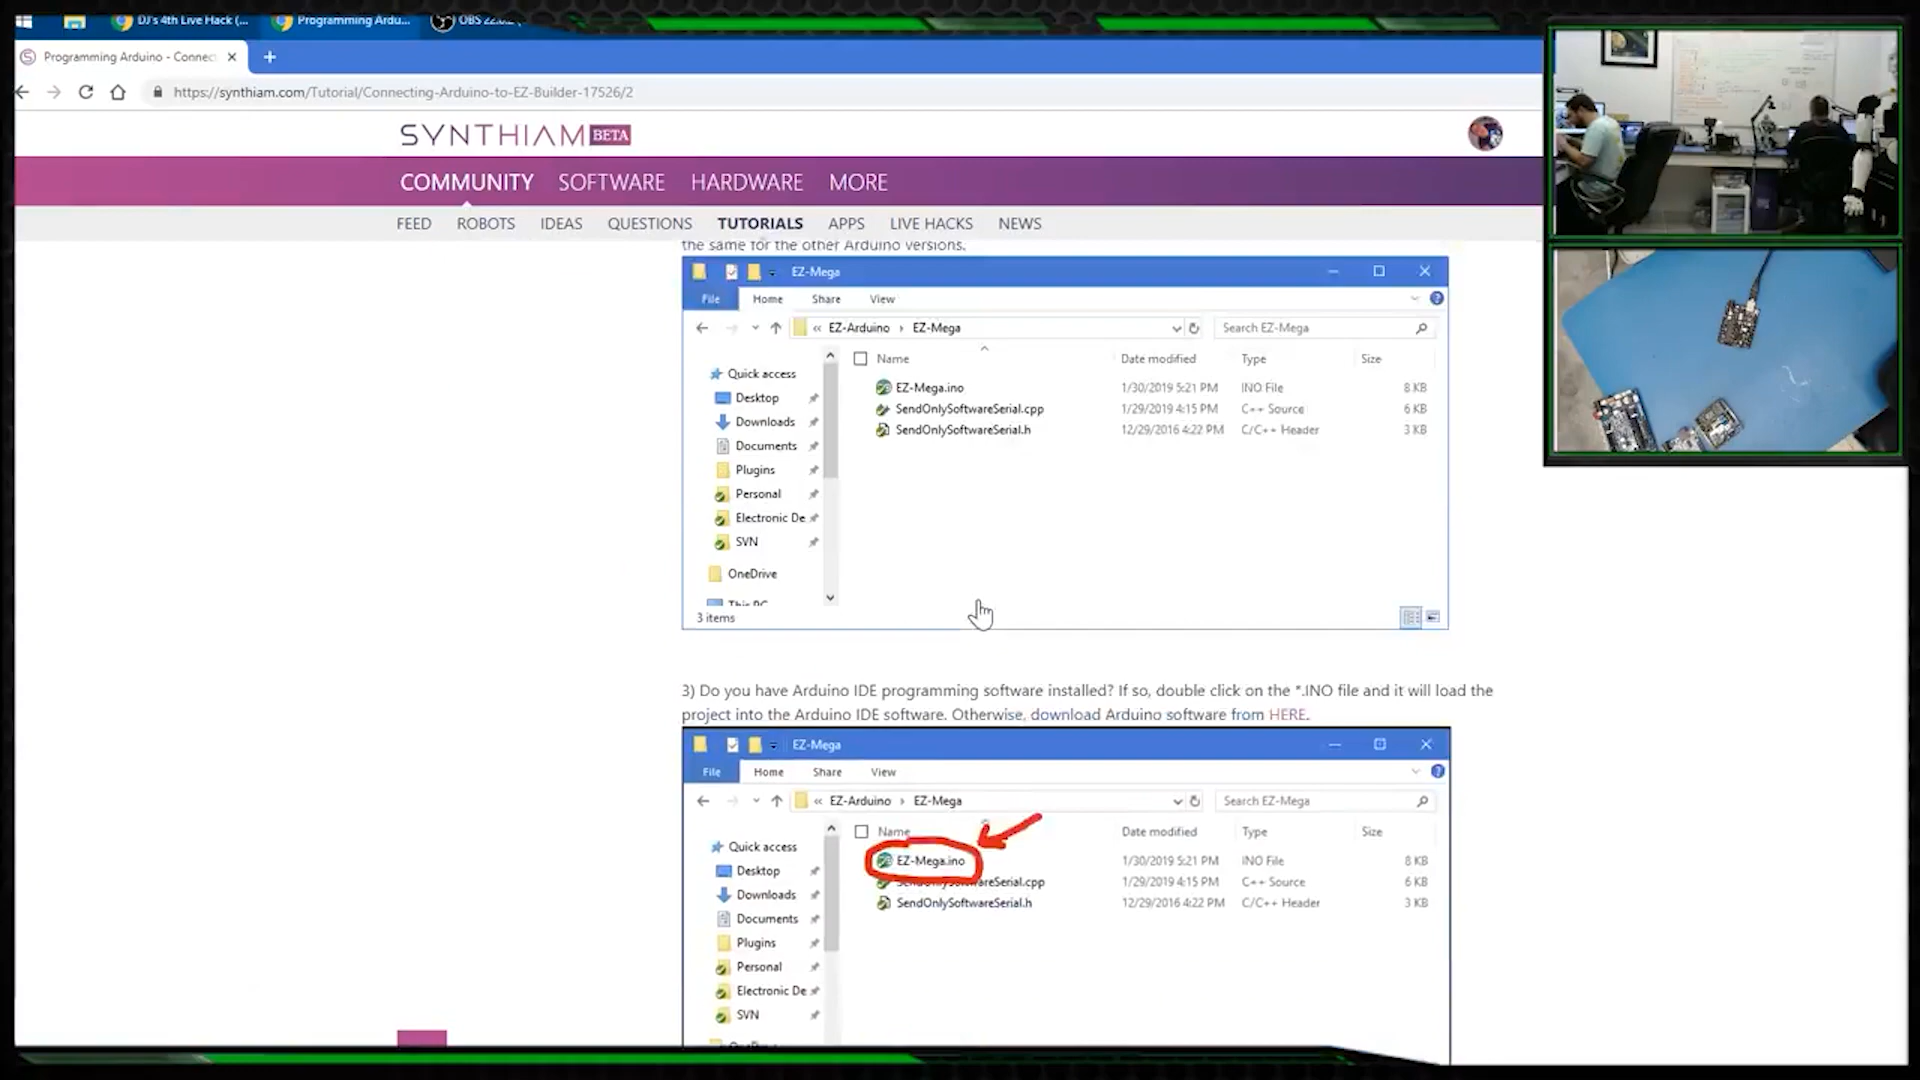 DJ's 4th Live Hack (...
Programming Ardu...
OBS 22.0.2 (
Programming Arduino - Connec
https://synthiam.com/Tutorial/Connecting-Arduino-to-EZ-Builder-17526/2
SYNTHIAM BETA
COMMUNITY SOFTWARE HARDWARE MORE
FEED ROBOTS IDEAS QUESTIONS TUTORIALS APPS LIVE HACKS NEWS
the same for the other Arduino versions.
EZ-Mega
File Home Share View
« EZ-Arduino › EZ-Mega
Search EZ-Mega
Name Date modified Type Size
Quick access
Desktop
Downloads
Documents
Plugins
Personal
Electronic De
SVN
OneDrive
This PC
EZ-Mega.ino 1/30/2019 5:21 PM INO File 8 KB
SendOnlySoftwareSerial.cpp 1/29/2019 4:15 PM C++ Source 6 KB
SendOnlySoftwareSerial.h 12/29/2016 4:22 PM C/C++ Header 3 KB
3 items
3) Do you have Arduino IDE programming software installed? If so, double click on the *.INO file and it will load the
project into the Arduino IDE software. Otherwise, download Arduino software from HERE.
EZ-Mega
File Home Share View
« EZ-Arduino › EZ-Mega
Search EZ-Mega
Name Date modified Type Size
Quick access
Desktop
Downloads
Documents
Plugins
Personal
Electronic De
SVN
OneDrive
EZ-Mega.ino 1/30/2019 5:21 PM INO File 8 KB
SendOnlySoftwareSerial.cpp 1/29/2019 4:15 PM C++ Source 6 KB
SendOnlySoftwareSerial.h 12/29/2016 4:22 PM C/C++ Header 3 KB